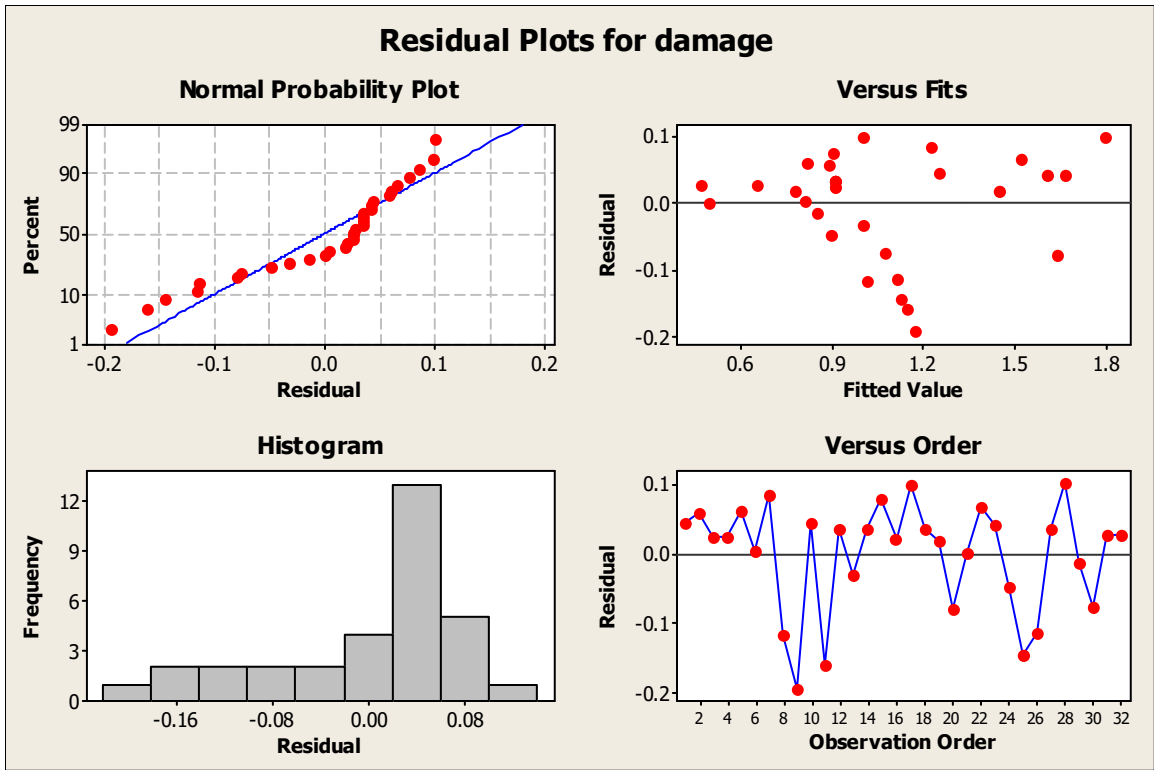 Residual Plots for damage
Normal Probability Plot
99
90
50
10
1
Percent
-0.2 -0.1 0.0 0.1 0.2
Residual
Versus Fits
0.1
0.0
-0.1
-0.2
Residual
0.6 0.9 1.2 1.5 1.8
Fitted Value
Histogram
12
9
6
3
0
Frequency
-0.16 -0.08 0.00 0.08
Residual
Versus Order
0.1
0.0
-0.1
-0.2
Residual
2 4 6 8 10 12 14 16 18 20 22 24 26 28 30 32
Observation Order